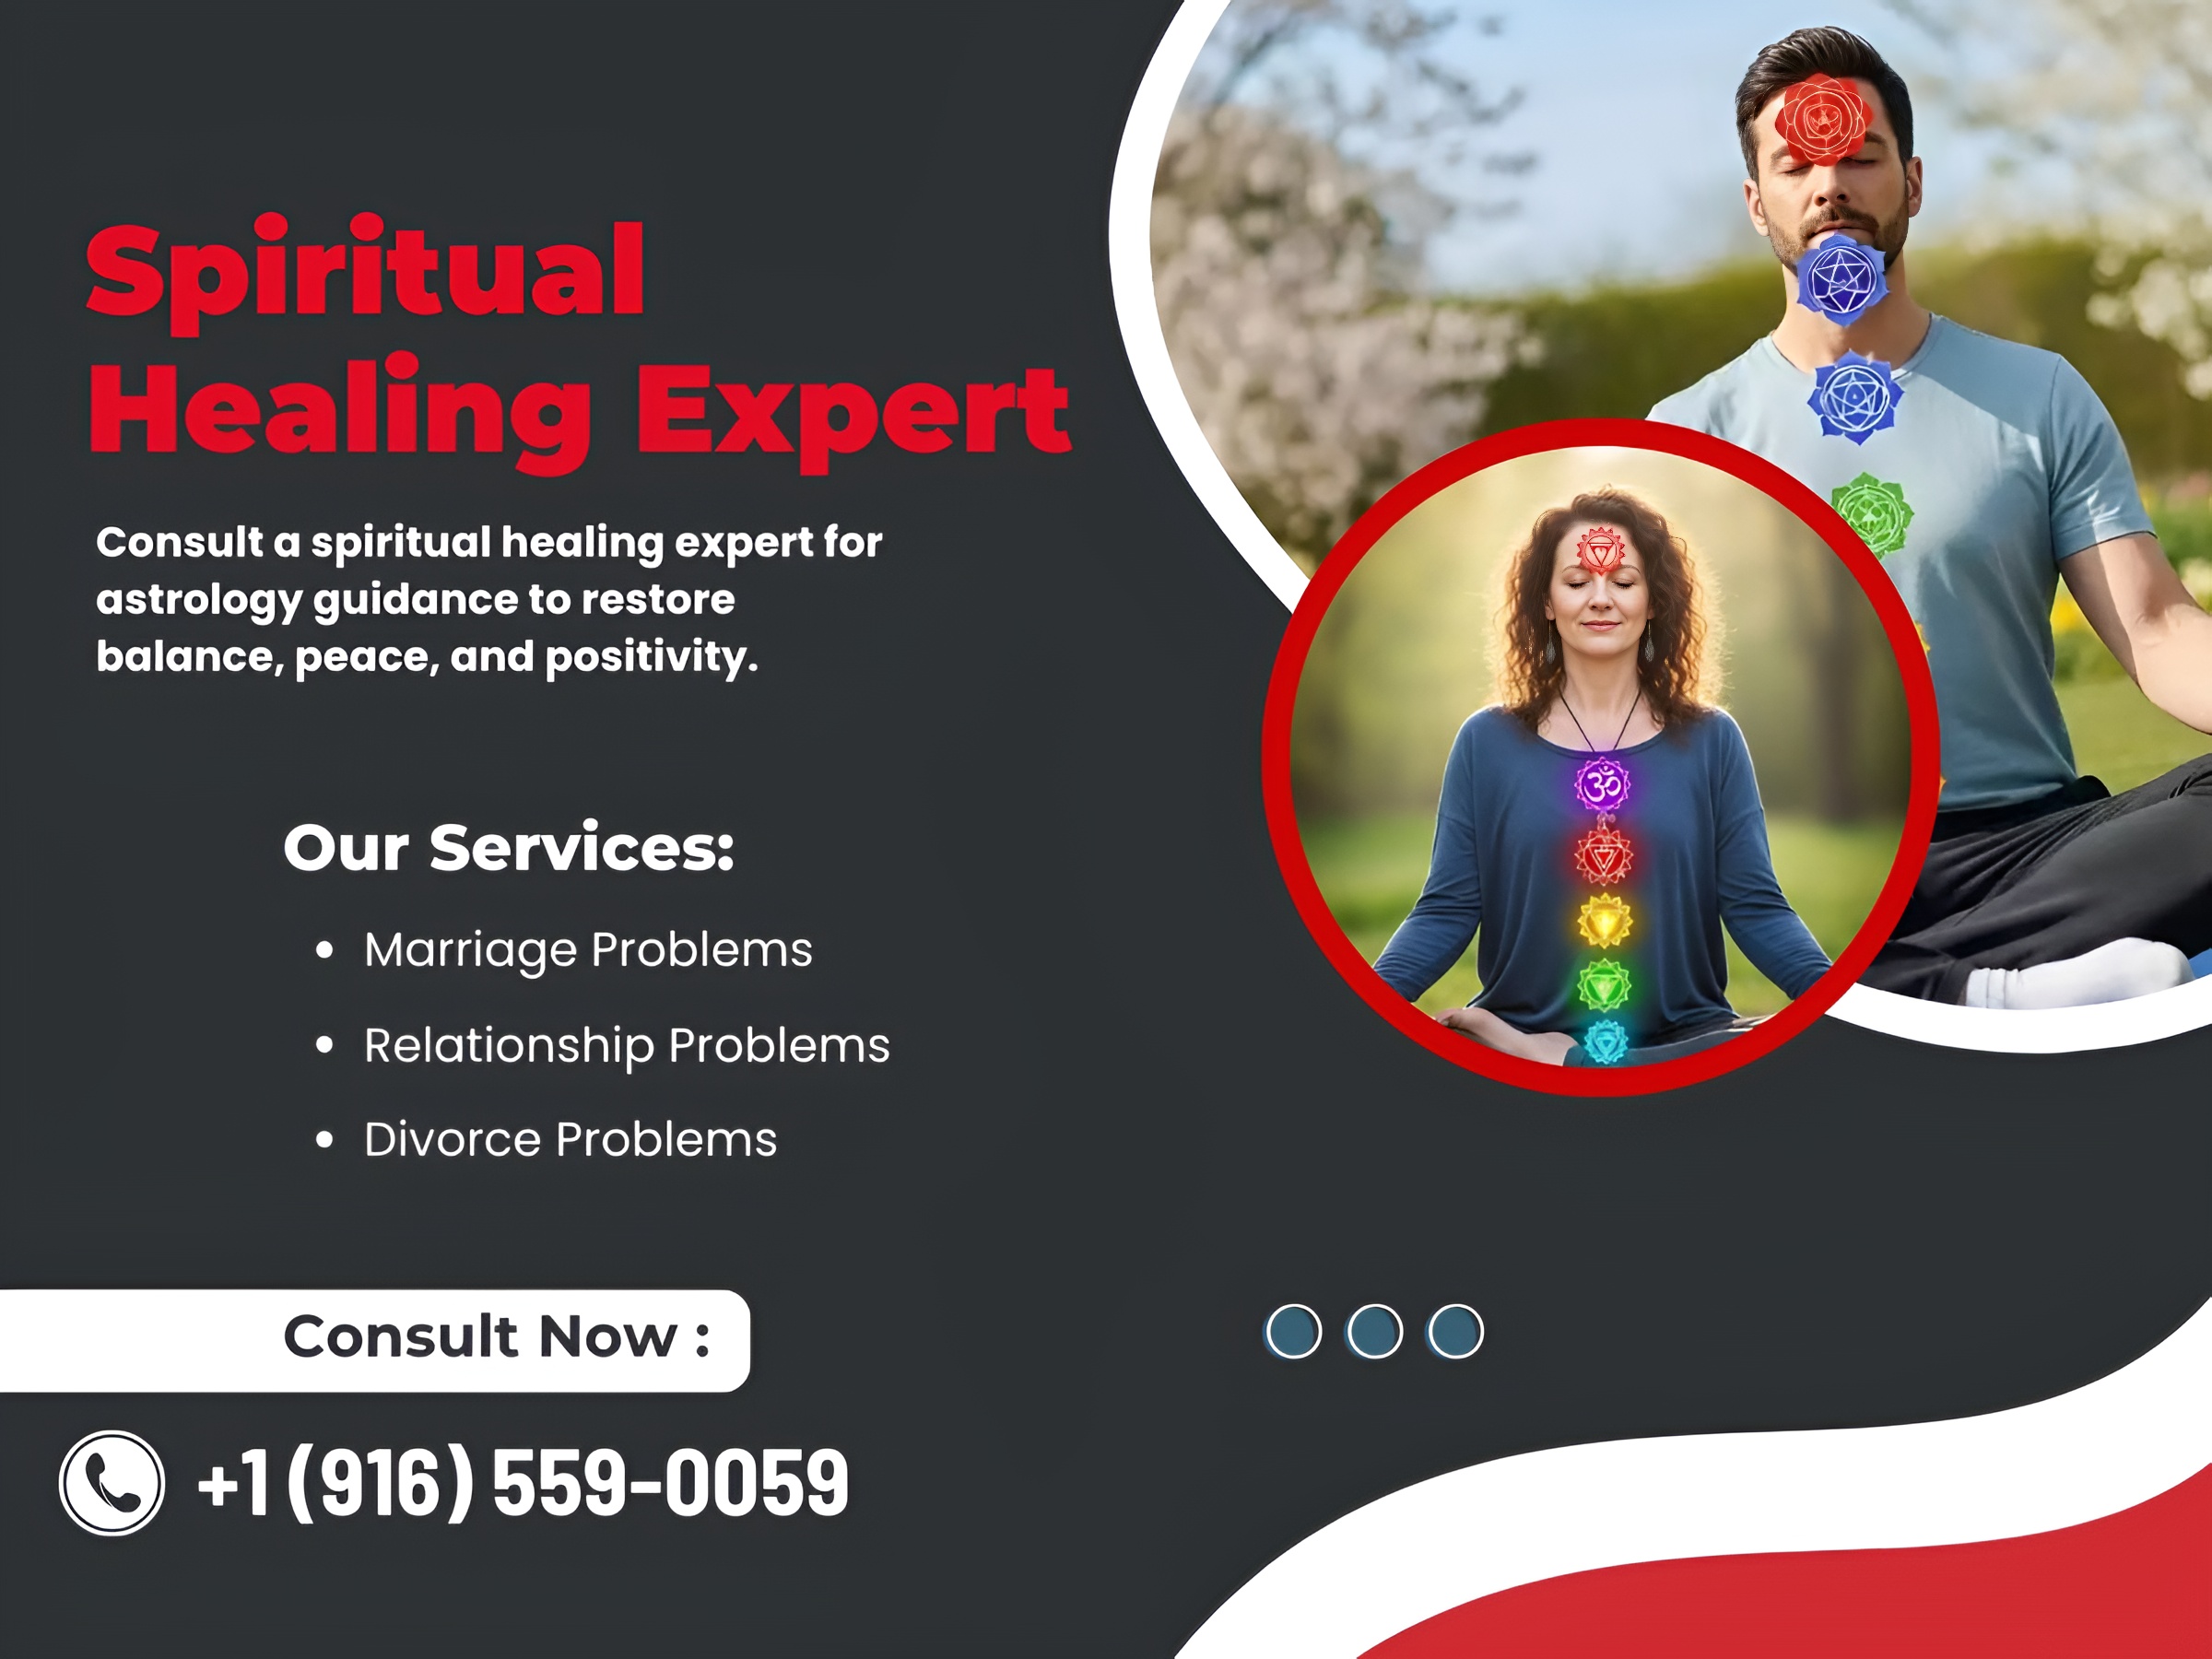 Spiritual
Healing Expert
Consult a spiritual healing expert for
astrology guidance to restore
balance, peace, and positivity.
Our Services:
• Marriage Problems
• Relationship Problems
• Divorce Problems
Consult Now :
+1 (916) 559-0059
ॐ